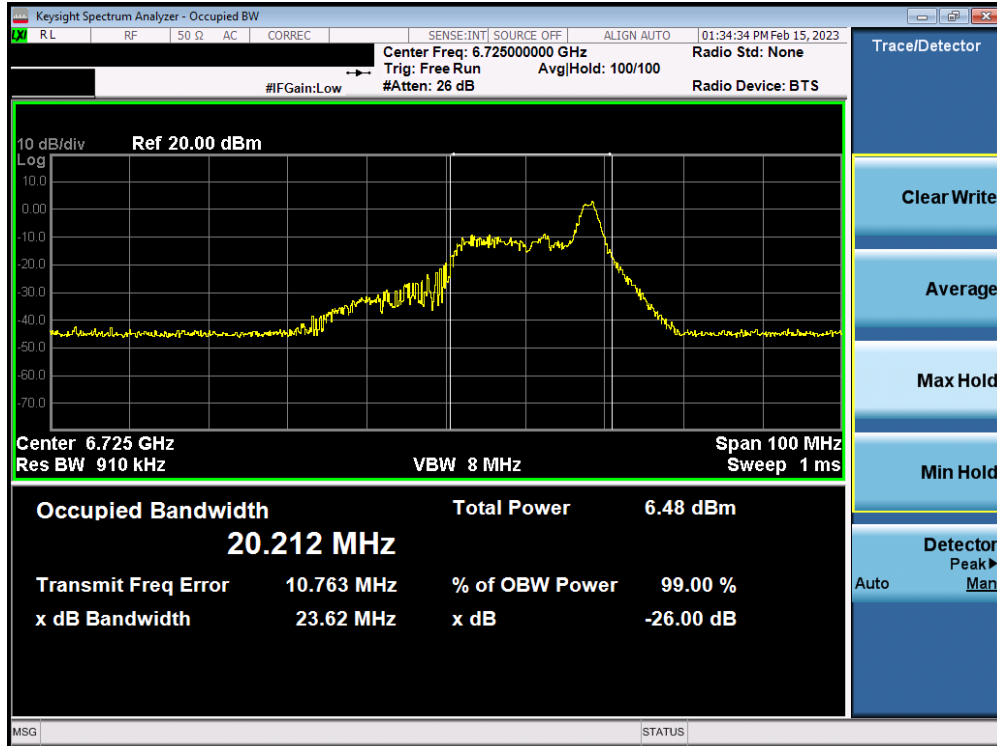 Keysight Spectrum Analyzer - Occupied BW
LXI RL RF 50 Ω AC CORREC SENSE:INT SOURCE OFF ALIGN AUTO 01:34:34 PM Feb 15, 2023
Center Freq: 6.725000000 GHz Radio Std: None
Trig: Free Run Avg|Hold: 100/100
#IFGain:Low #Atten: 26 dB Radio Device: BTS
Trace/Detector
10 dB/div Ref 20.00 dBm
Log
10.0
0.00
-10.0
-20.0
-30.0
-40.0
-50.0
-60.0
-70.0
Center 6.725 GHz Span 100 MHz
Res BW 910 kHz VBW 8 MHz Sweep 1 ms
Occupied Bandwidth Total Power 6.48 dBm
20.212 MHz
Transmit Freq Error 10.763 MHz % of OBW Power 99.00 %
x dB Bandwidth 23.62 MHz x dB -26.00 dB
Clear Write
Average
Max Hold
Min Hold
Detector
Peak
Auto Man
MSG STATUS